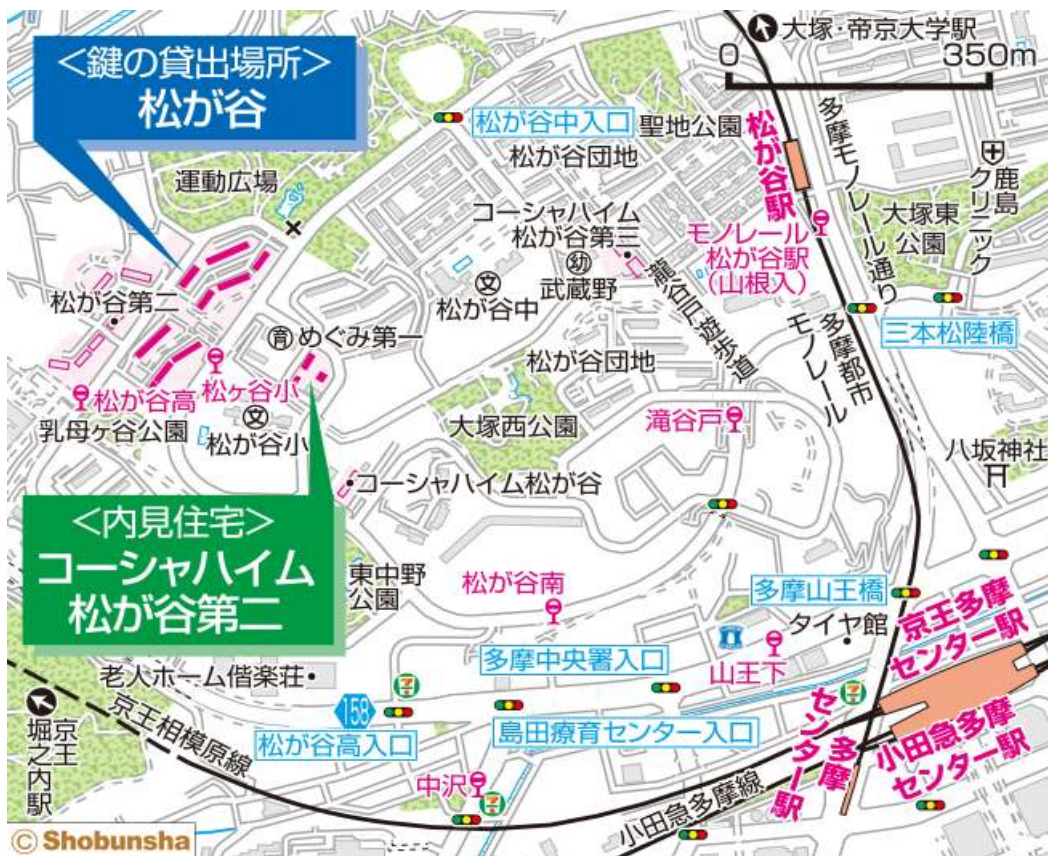 大塚・帝京大学駅
0 350m
<鍵の貸出場所>
松が谷
松が谷中入口
聖地公園
松が谷団地
松が谷駅
多摩モノレール通り
鹿島
クリニック
運動広場
コーシャハイム
松が谷第三
モノレール
松が谷駅
(山根入)
大塚東
公園
幼
武蔵野
文
松が谷中
瀧谷戸遊歩道
三本松陸橋
松が谷第二
育
めぐみ第一
松が谷団地
多摩都市
モノレール
松が谷高
松ヶ谷小
乳母ヶ谷公園
文
松が谷小
大塚西公園
滝谷戸
八坂神社
コーシャハイム松が谷
<内見住宅>
コーシャハイム
松が谷第二
東中野
公園
松が谷南
多摩山王橋
タイヤ館
京王多摩
センター駅
多摩中央署入口
山王下
老人ホーム偕楽荘
158
松が谷高入口
島田療育センター入口
多摩
センター駅
小田急多摩
センター駅
京王
堀之内駅
京王相模原線
中沢
小田急多摩線
© Shobunsha